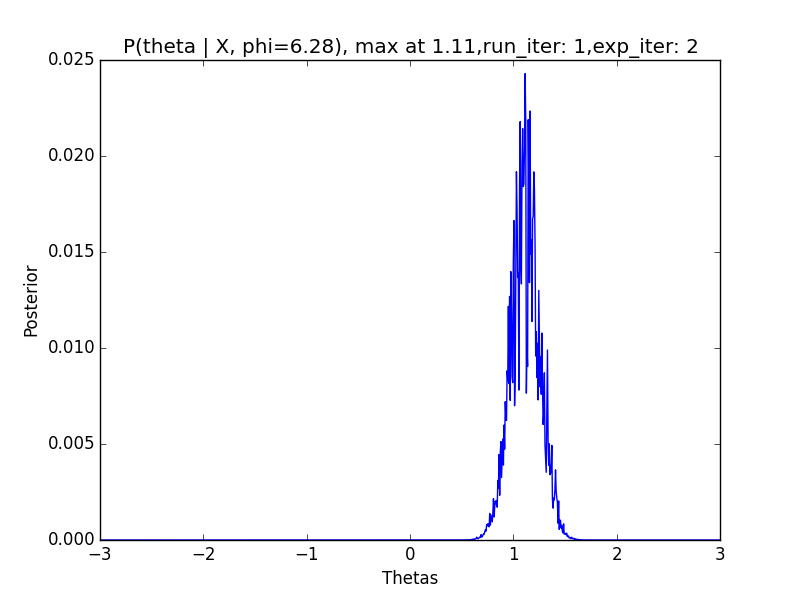 P(theta | X, phi=6.28), max at 1.11,run_iter: 1,exp_iter: 2
0.025
0.020
0.015
0.010
0.005
0.000
Posterior
−3 −2 −1 0 1 2 3
Thetas